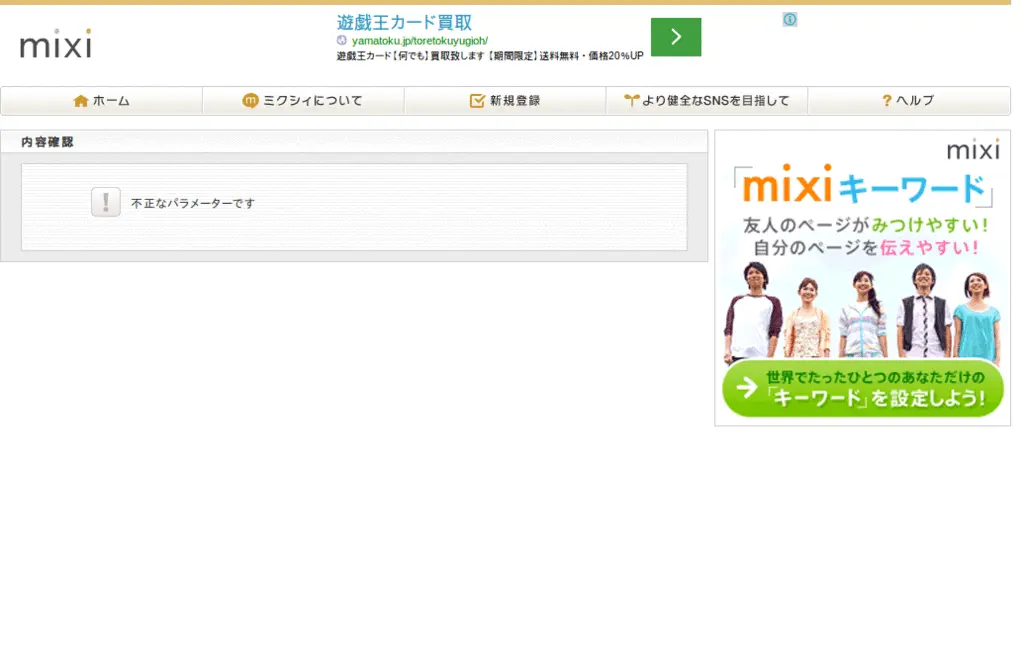 mixi
遊戯王カード買取
yamatoku.jp/toretokuyugioh/
遊戯王カード【何でも】買取致します【期間限定】送料無料・価格20%UP
ホーム
ミクシィについて
新規登録
より健全なSNSを目指して
ヘルプ
内容確認
不正なパラメーターです
mixi
「mixiキーワード」
友人のページがみつけやすい!
自分のページを伝えやすい!
世界でたったひとつのあなただけの
「キーワード」を設定しよう!